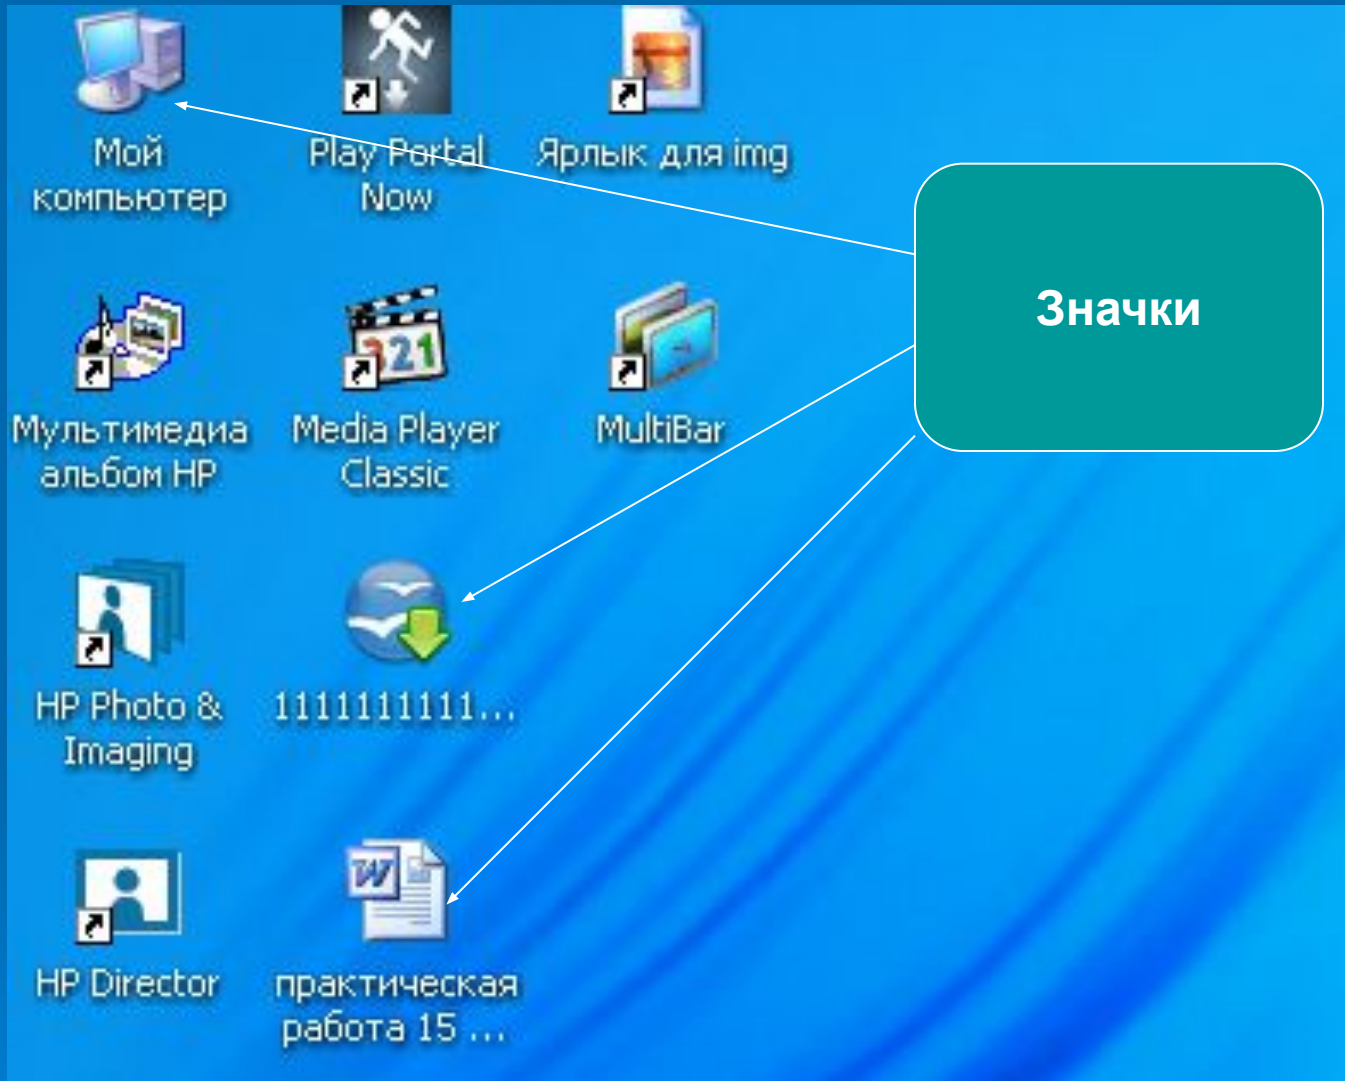 Мой
компьютер
Play Portal
Now
Ярлык для img
Значки
Мультимедиа
альбом HP
321
Media Player
Classic
MultiBar
HP Photo &
Imaging
1111111111...
W
HP Director
практическая
работа 15 ...